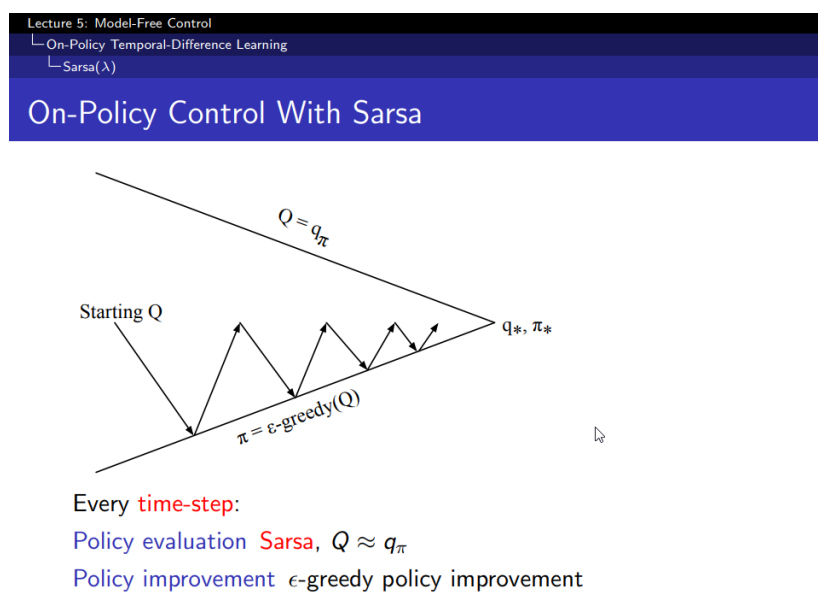 Lecture 5: Model-Free Control
On-Policy Temporal-Difference Learning
Sarsa(λ)
On-Policy Control With Sarsa
Q = qπ
Starting Q
q*, π*
π = ε-greedy(Q)
Every time-step:
Policy evaluation Sarsa, Q ≈ qπ
Policy improvement ϵ-greedy policy improvement